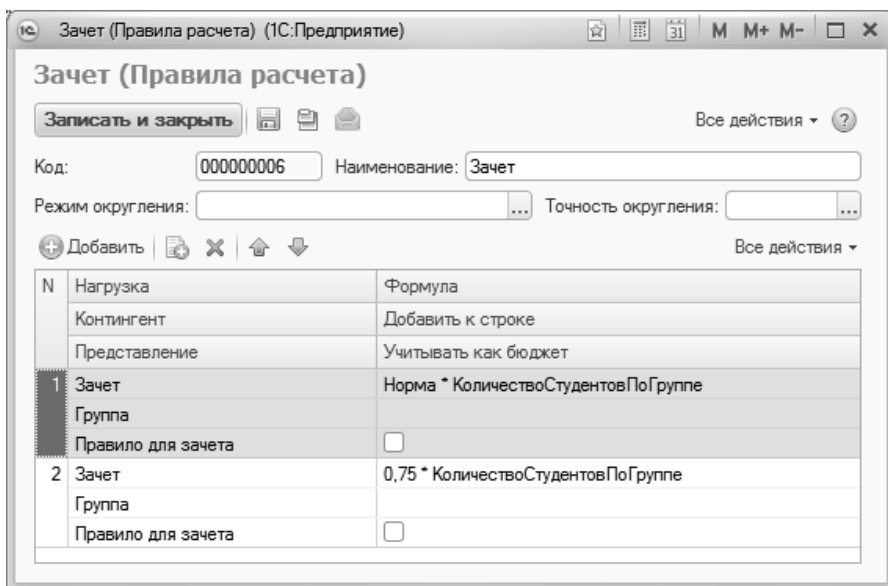 1С Зачет (Правила расчета) (1С:Предприятие) 31 M M+ M-
Зачет (Правила расчета)
Записать и закрыть Все действия ?
Код: 000000006 Наименование: Зачет
Режим округления: ... Точность округления: ...
Добавить Все действия
N Нагрузка Формула
Контингент Добавить к строке
Представление Учитывать как бюджет
1 Зачет Норма * КоличествоСтудентовПоГруппе
Группа
Правило для зачета
2 Зачет 0,75 * КоличествоСтудентовПоГруппе
Группа
Правило для зачета